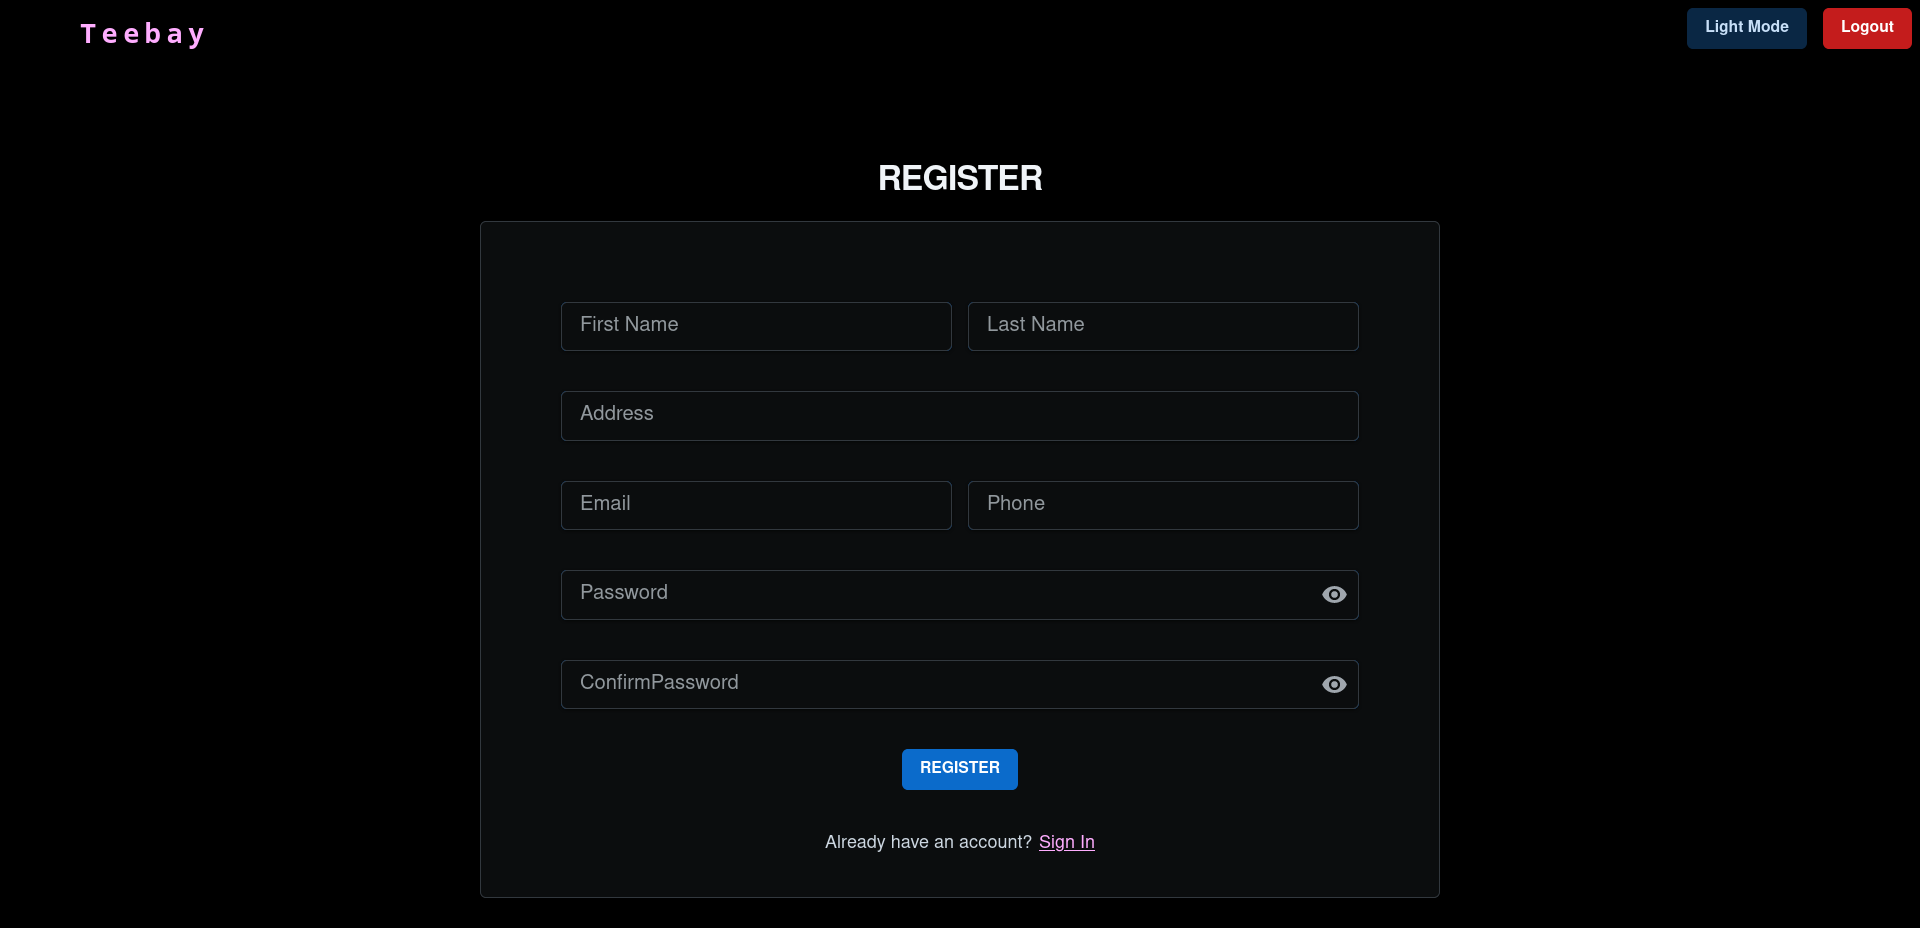 Teebay
Light Mode
Logout
REGISTER
First Name
Last Name
Address
Email
Phone
Password
ConfirmPassword
REGISTER
Already have an account? Sign In